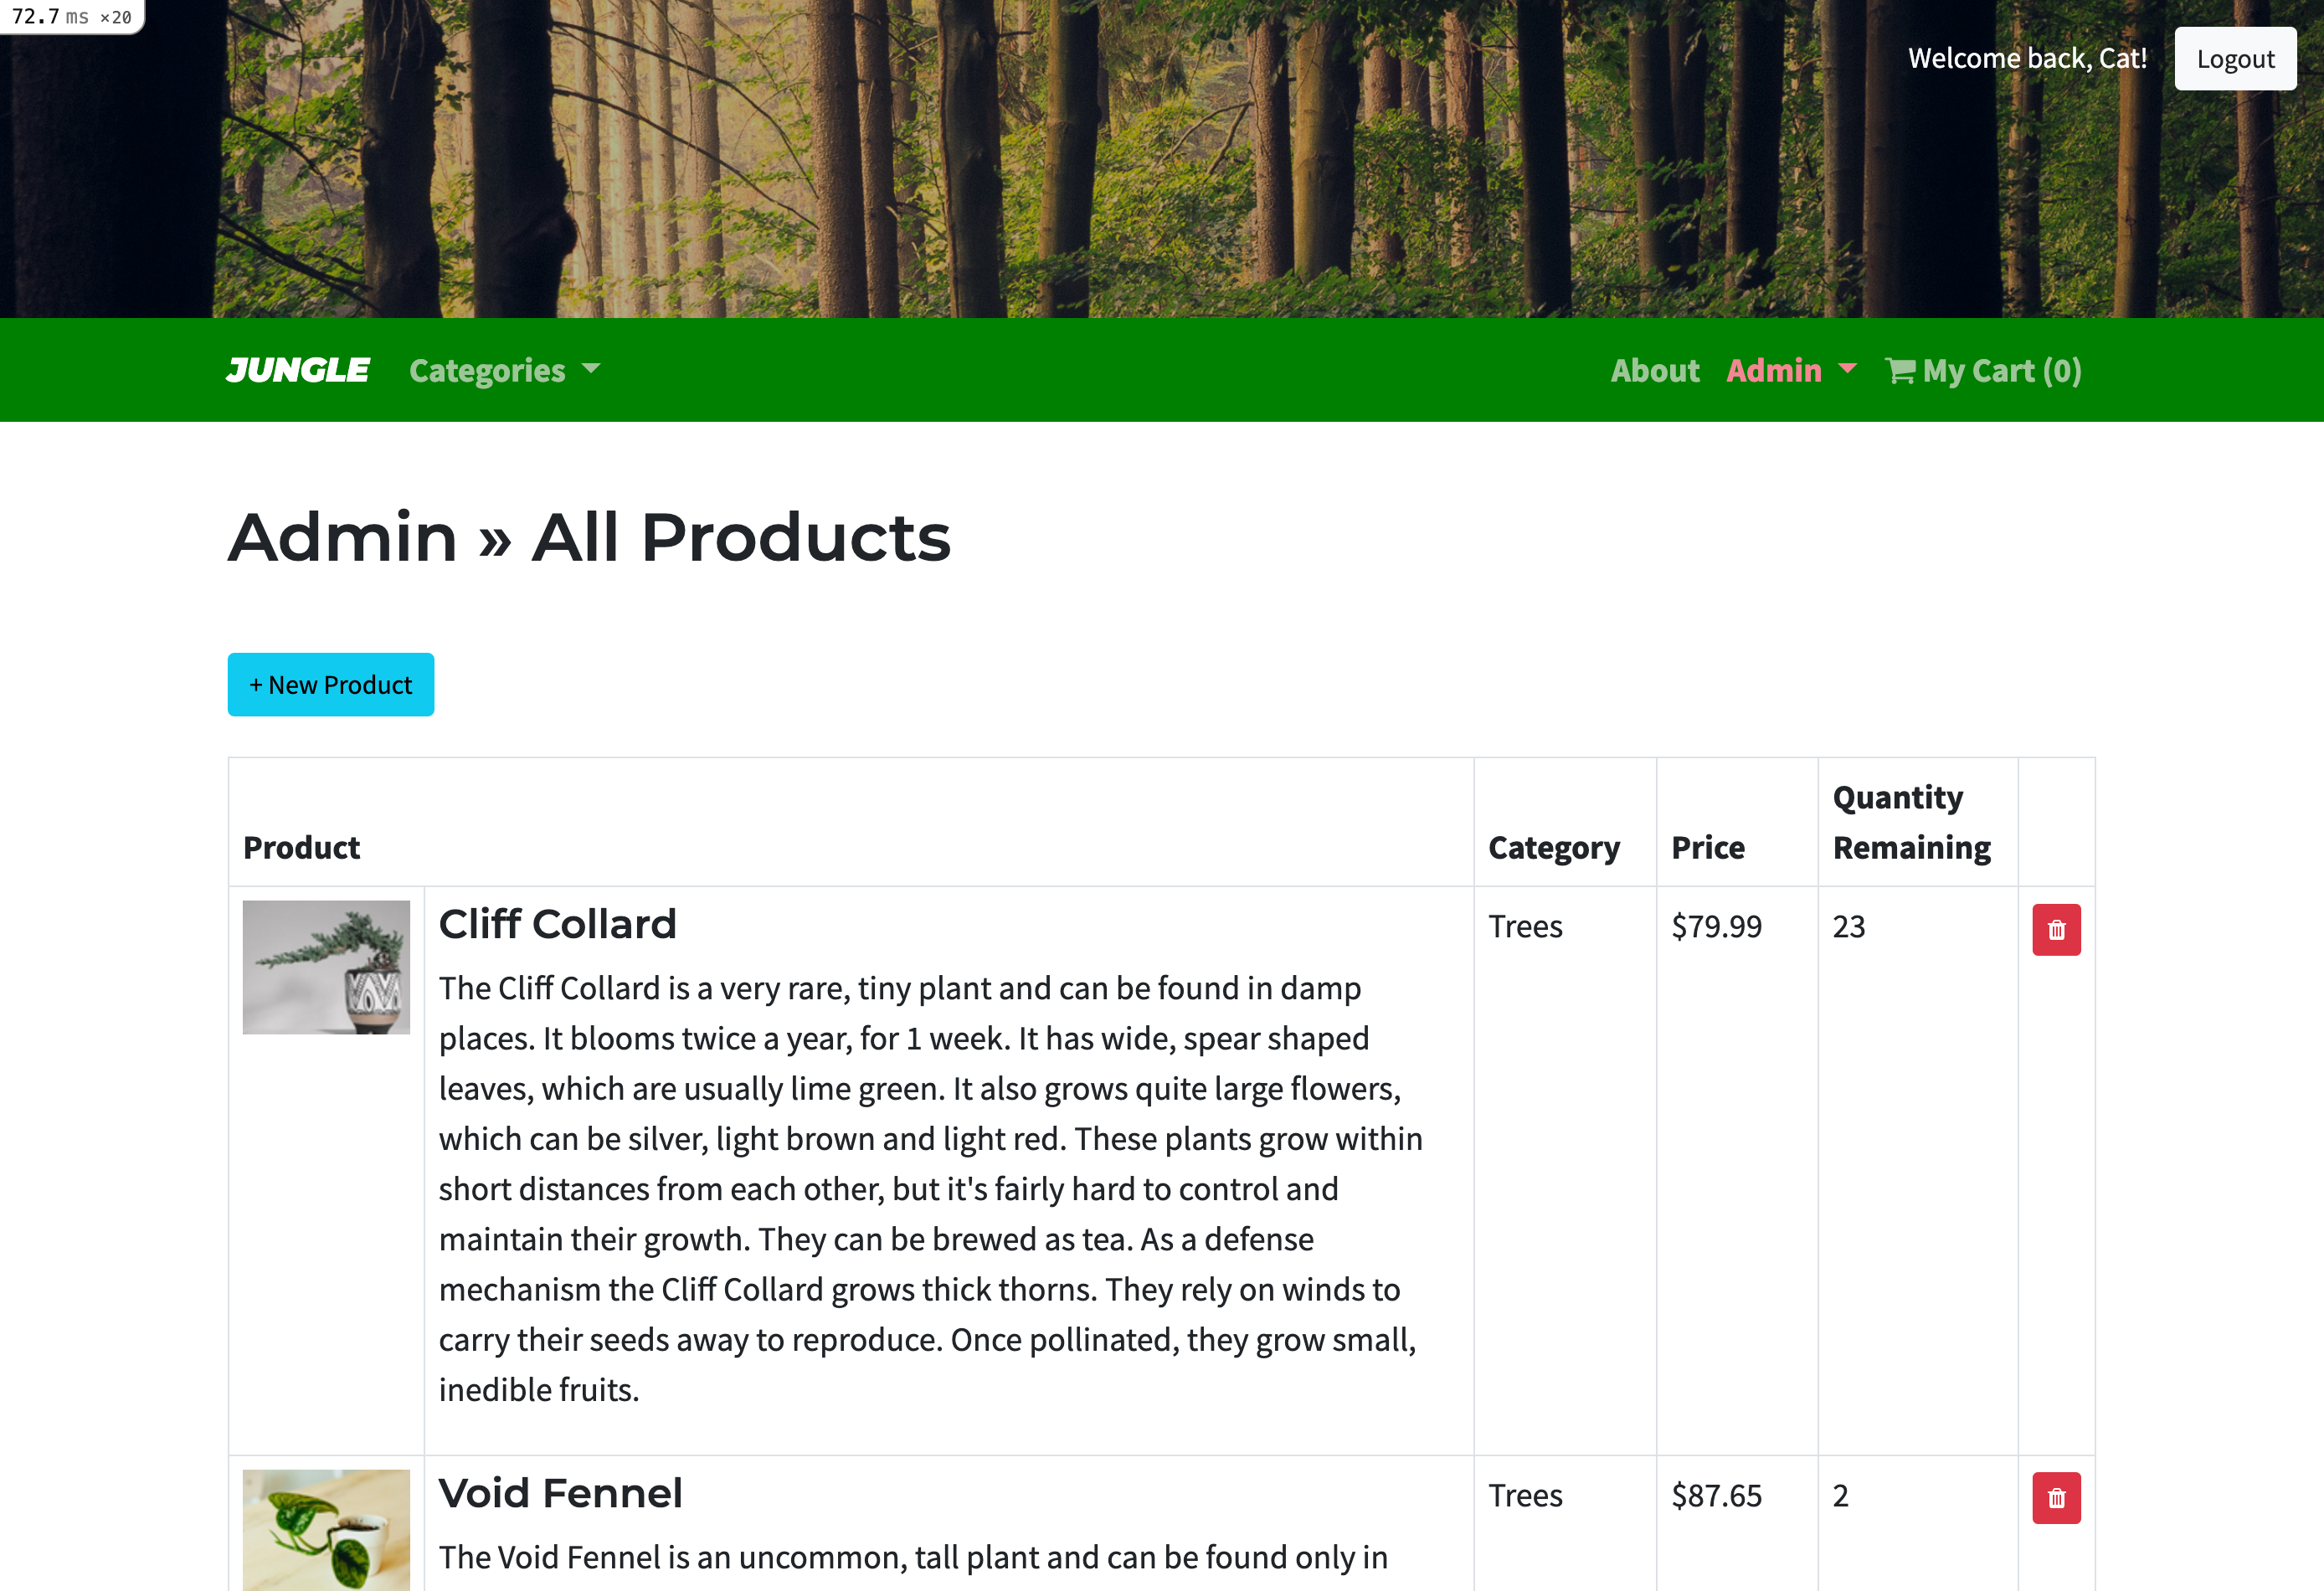 72.7 ms ×20
Welcome back, Cat!
Logout
JUNGLE
Categories
About
Admin
My Cart (0)
Admin » All Products
+ New Product
Product
Category
Price
Quantity
Remaining
Cliff Collard
Trees
$79.99
23
The Cliff Collard is a very rare, tiny plant and can be found in damp
places. It blooms twice a year, for 1 week. It has wide, spear shaped
leaves, which are usually lime green. It also grows quite large flowers,
which can be silver, light brown and light red. These plants grow within
short distances from each other, but it's fairly hard to control and
maintain their growth. They can be brewed as tea. As a defense
mechanism the Cliff Collard grows thick thorns. They rely on winds to
carry their seeds away to reproduce. Once pollinated, they grow small,
inedible fruits.
Void Fennel
Trees
$87.65
2
The Void Fennel is an uncommon, tall plant and can be found only in